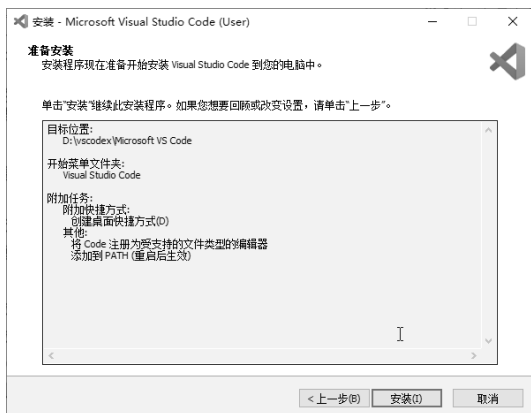 安装 - Microsoft Visual Studio Code (User)
准备安装
安装程序现在准备开始安装 Visual Studio Code 到您的电脑中。
单击"安装"继续此安装程序。如果您想要回顾或改变设置，请单击"上一步"。
目标位置:
D:\vscodex\Microsoft VS Code
开始菜单文件夹:
Visual Studio Code
附加任务:
附加快捷方式:
创建桌面快捷方式(D)
其他:
将 Code 注册为受支持的文件类型的编辑器
添加到 PATH (重启后生效)
<上一步(B) 安装(I) 取消